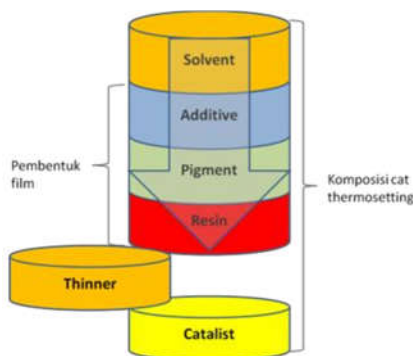 Solvent
Additive
Pembentuk
film
Pigment
Komposisi cat
thermosetting
Resin
Thinner
Catalist